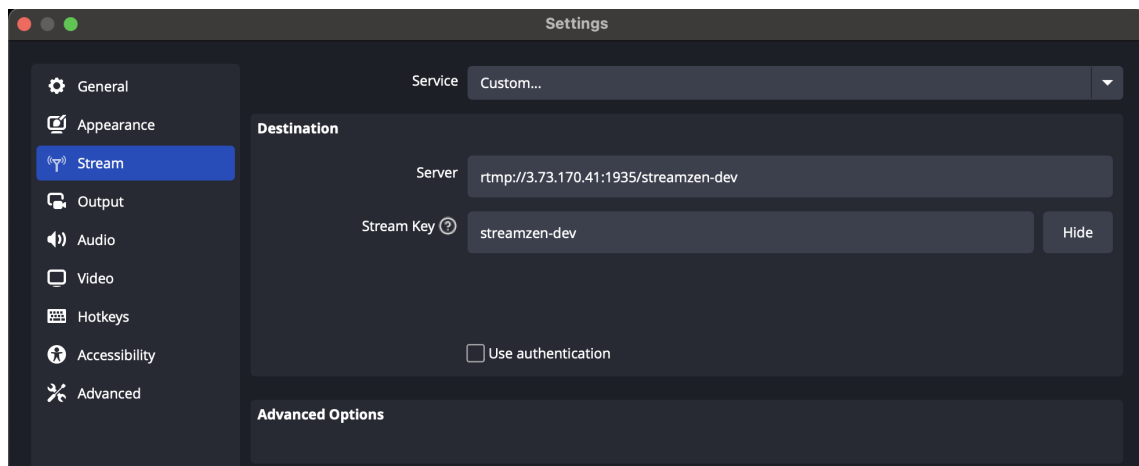 Settings
General
Appearance
Stream
Output
Audio
Video
Hotkeys
Accessibility
Advanced
Service
Custom...
Destination
Server
rtmp://3.73.170.41:1935/streamzen-dev
Stream Key
streamzen-dev
Hide
Use authentication
Advanced Options